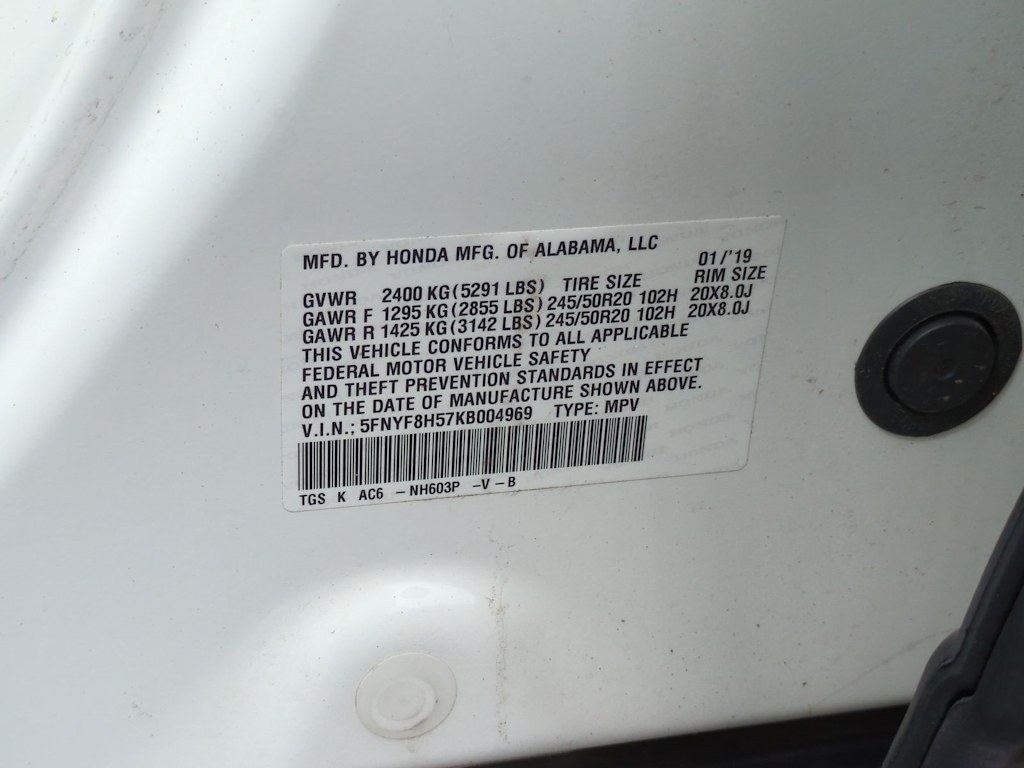 MFD. BY HONDA MFG. OF ALABAMA, LLC 01/'19
GVWR 2400 KG (5291 LBS) TIRE SIZE RIM SIZE
GAWR F 1295 KG (2855 LBS) 245/50R20 102H 20X8.0J
GAWR R 1425 KG (3142 LBS) 245/50R20 102H 20X8.0J
THIS VEHICLE CONFORMS TO ALL APPLICABLE
FEDERAL MOTOR VEHICLE SAFETY
AND THEFT PREVENTION STANDARDS IN EFFECT
ON THE DATE OF MANUFACTURE SHOWN ABOVE.
V.I.N.: 5FNYF8H57KB004969 TYPE: MPV
TGS K AC6 -NH603P -V-B